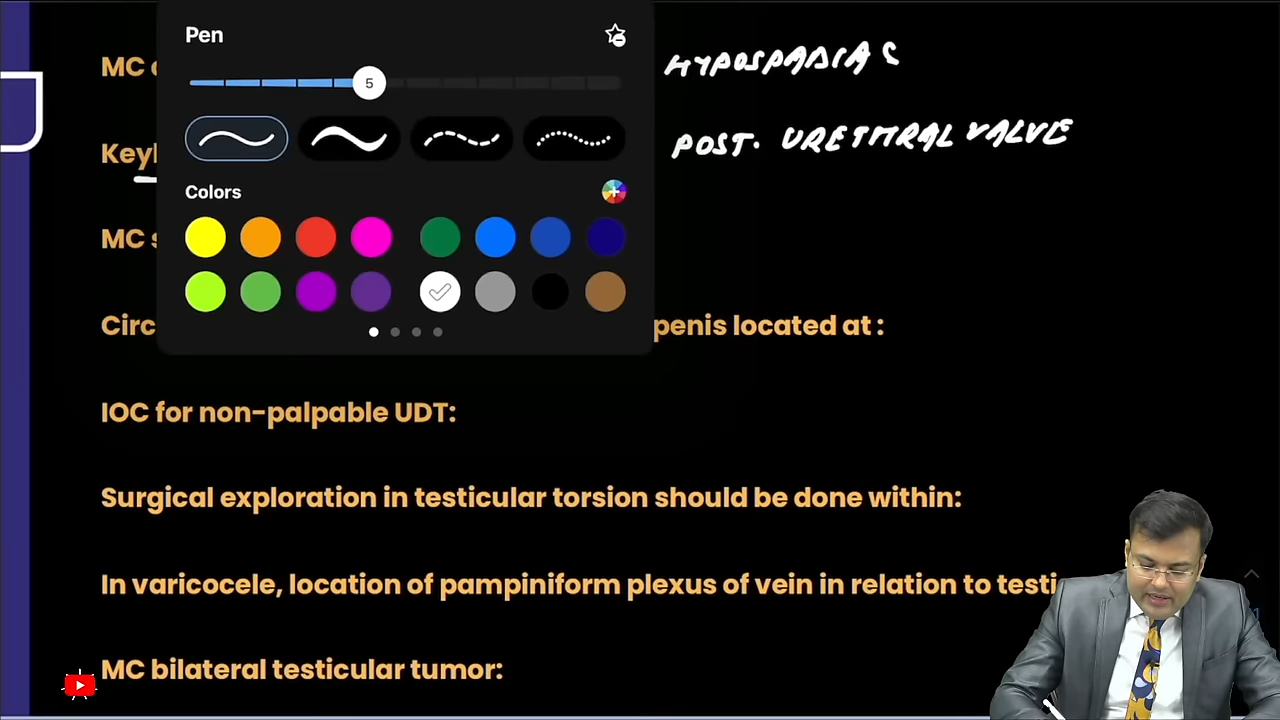 Pen
5
Colors
MC
HYPOSPADIAS
Key
POST. URETHRAL VALVE
MC
Circ penis located at :
IOC for non-palpable UDT:
Surgical exploration in testicular torsion should be done within:
In varicocele, location of pampiniform plexus of vein in relation to testi
MC bilateral testicular tumor: